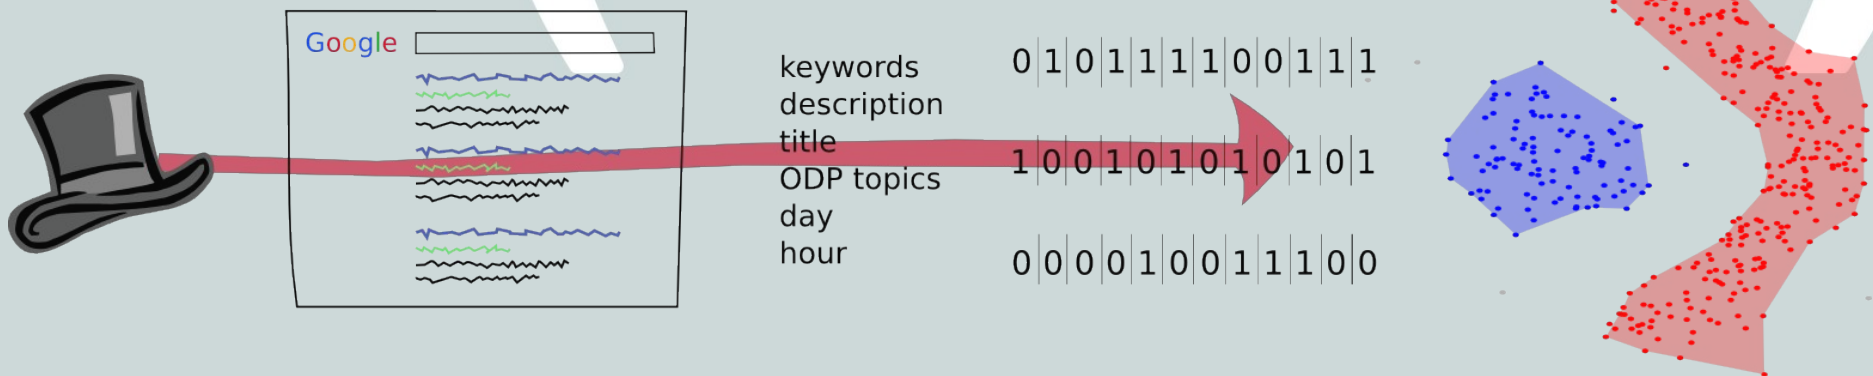 Google
keywords
description
title
ODP topics
day
hour
0 1 0 1 1 1 1 0 0 1 1 1
1 0 0 1 0 1 0 1 0 1 0 1
0 0 0 0 1 0 0 1 1 1 0 0